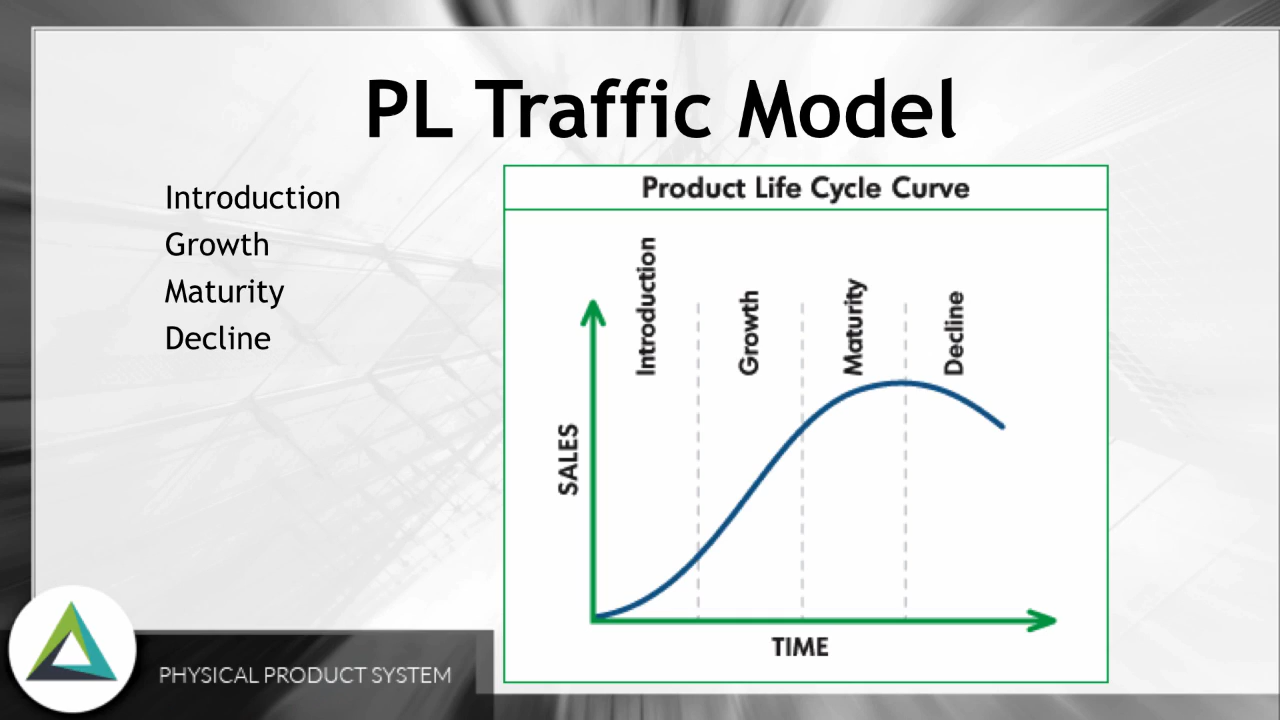 PL Traffic Model
Introduction
Growth
Maturity
Decline
Product Life Cycle Curve
Introduction
Growth
Maturity
Decline
SALES
TIME
PHYSICAL PRODUCT SYSTEM